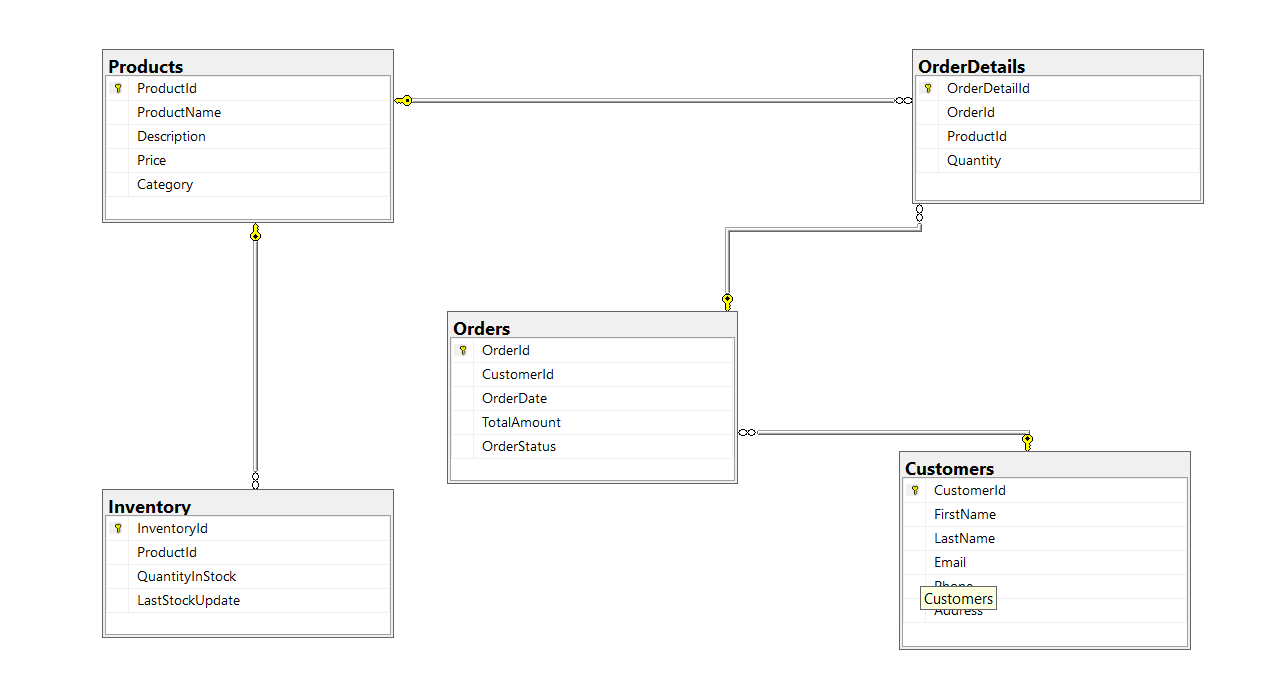 Products
ProductId
ProductName
Description
Price
Category
OrderDetails
OrderDetailId
OrderId
ProductId
Quantity
Orders
OrderId
CustomerId
OrderDate
TotalAmount
OrderStatus
Inventory
InventoryId
ProductId
QuantityInStock
LastStockUpdate
Customers
CustomerId
FirstName
LastName
Email
Phone
Customers
Address